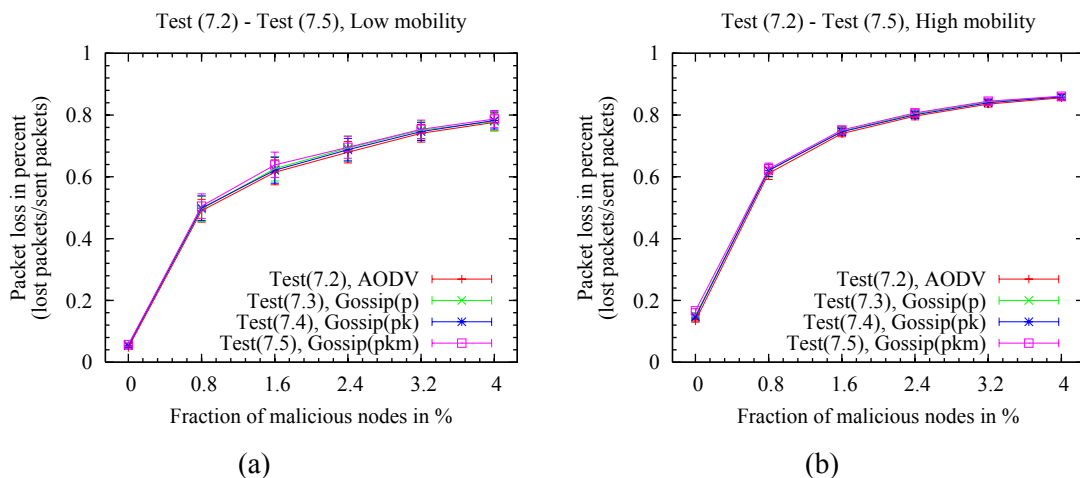 Test (7.2) - Test (7.5), Low mobility
Packet loss in percent
(lost packets/sent packets)
1
0.8
0.6
0.4
0.2
0
Test(7.2), AODV
Test(7.3), Gossip(p)
Test(7.4), Gossip(pk)
Test(7.5), Gossip(pkm)
0 0.8 1.6 2.4 3.2 4
Fraction of malicious nodes in %
(a)
Test (7.2) - Test (7.5), High mobility
Packet loss in percent
(lost packets/sent packets)
1
0.8
0.6
0.4
0.2
0
Test(7.2), AODV
Test(7.3), Gossip(p)
Test(7.4), Gossip(pk)
Test(7.5), Gossip(pkm)
0 0.8 1.6 2.4 3.2 4
Fraction of malicious nodes in %
(b)